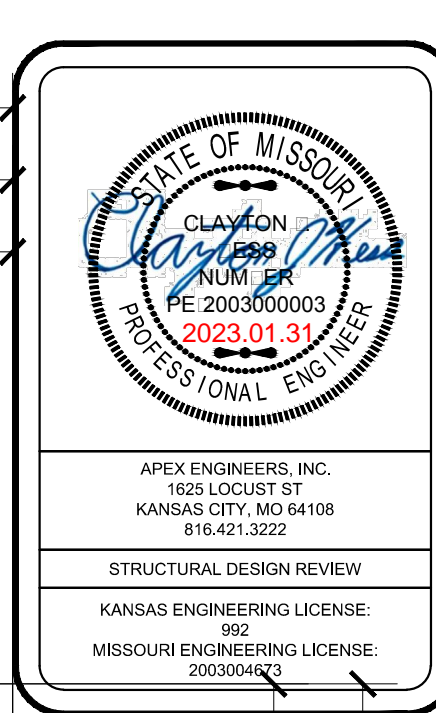 STATE OF MISSOURI
CLAYTON
NUM ER
PE 2003000003
2023.01.31
PROFESSIONAL ENGINEER
APEX ENGINEERS, INC.
1625 LOCUST ST
KANSAS CITY, MO 64108
816.421.3222
STRUCTURAL DESIGN REVIEW
KANSAS ENGINEERING LICENSE:
992
MISSOURI ENGINEERING LICENSE:
2003004673